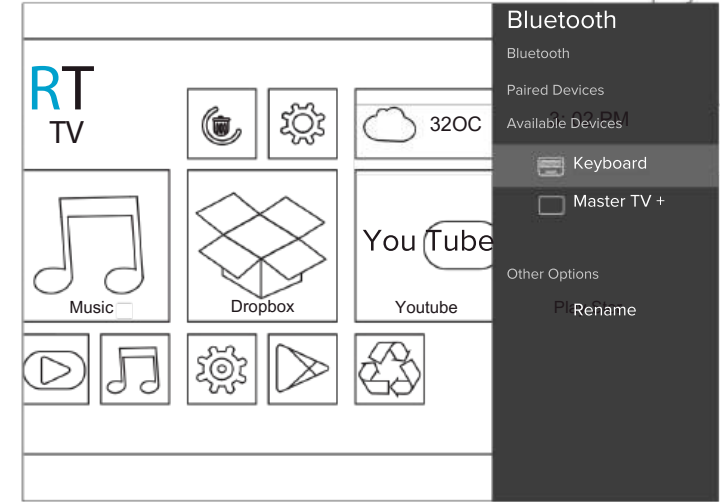 Bluetooth
Bluetooth
Paired Devices
Available Devices
Keyboard
Master TV +
Other Options
Rename
RT
TV
32OC
You Tube
Music
Dropbox
Youtube